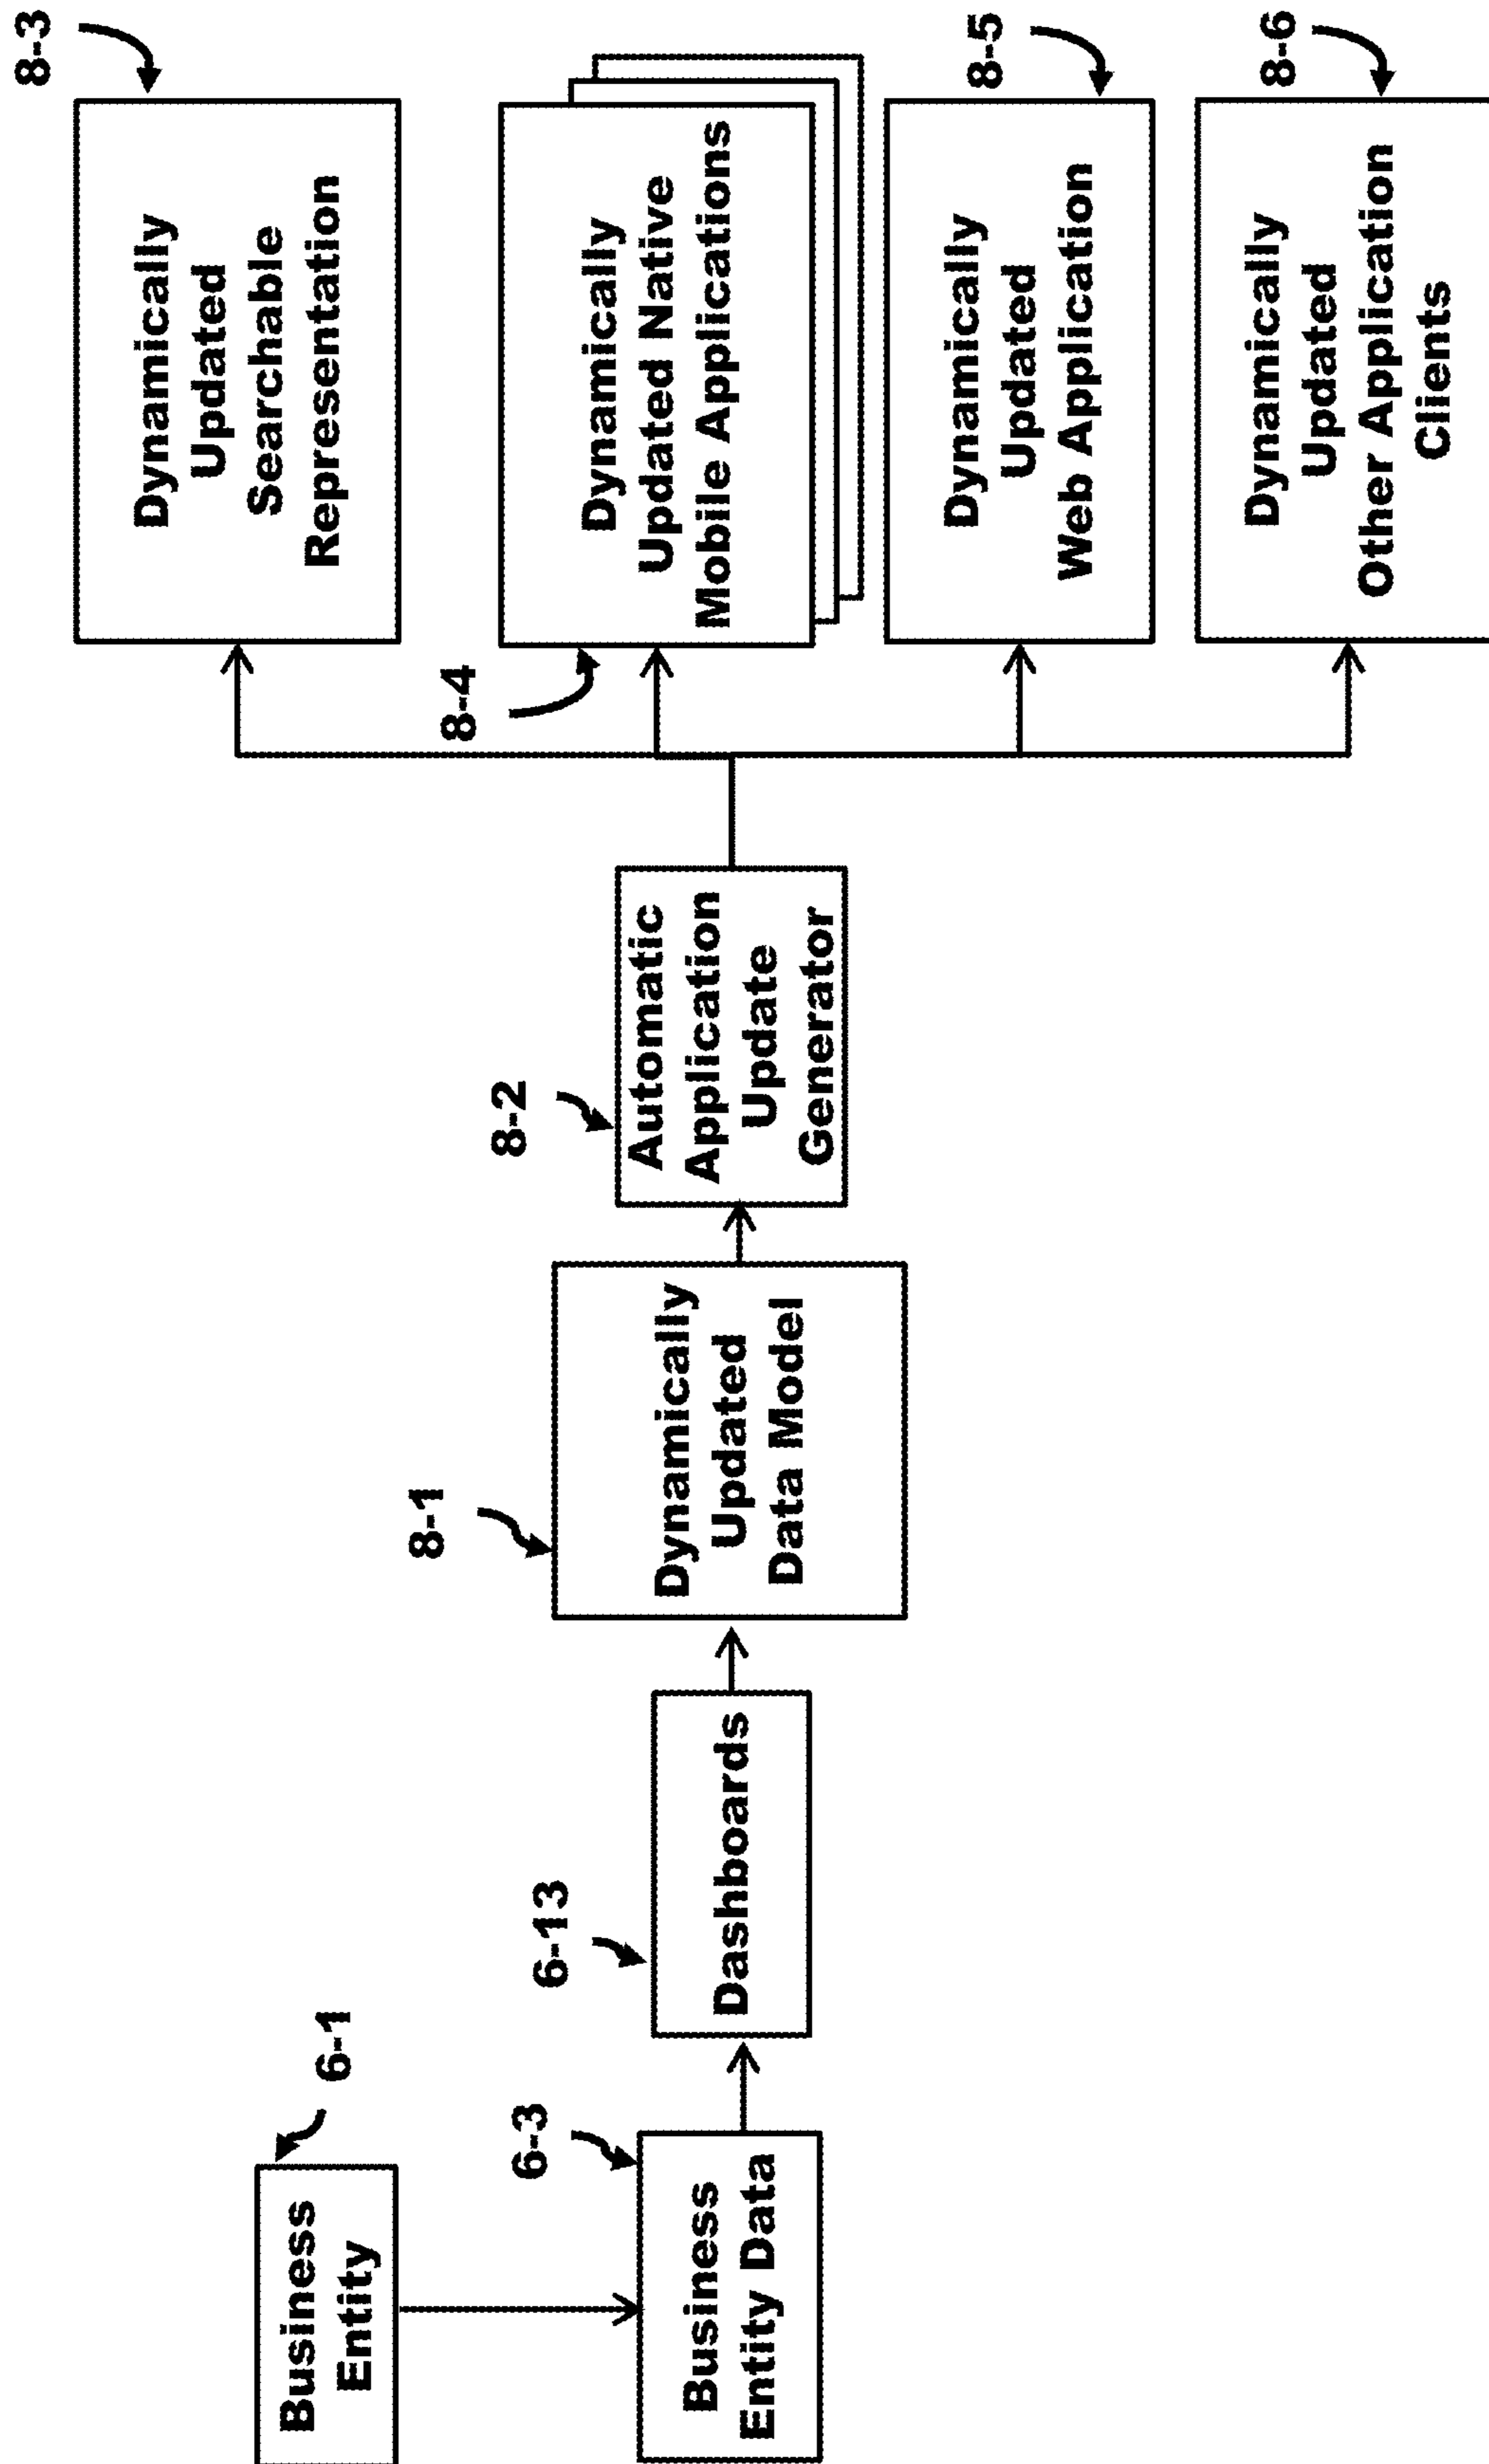 6-1
Business
Entity
6-3
Business
Entity Data
6-13
Dashboards
8-1
Dynamically
Updated
Data Model
8-2
Automatic
Application
Update
Generator
8-3
Dynamically
Updated
Searchable
Representation
8-4
Dynamically
Updated Native
Mobile Applications
8-5
Dynamically
Updated
Web Application
8-6
Dynamically
Updated
Other Application
Clients